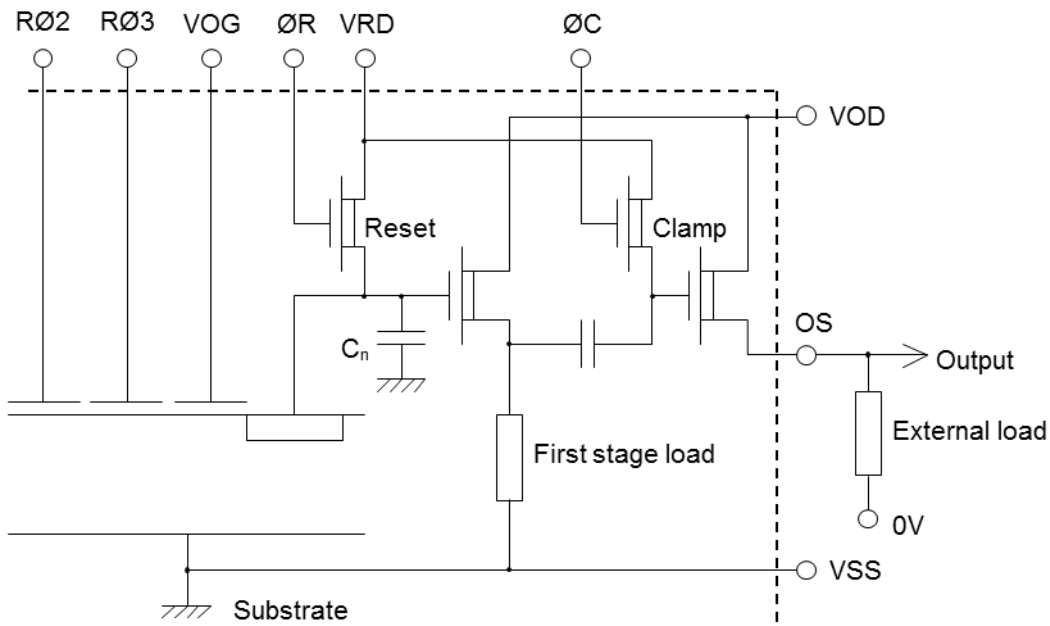 RØ2 RØ3 VOG ØR VRD ØC
VOD
Reset Clamp
Cₙ
OS
Output
First stage load
External load
0V
VSS
Substrate